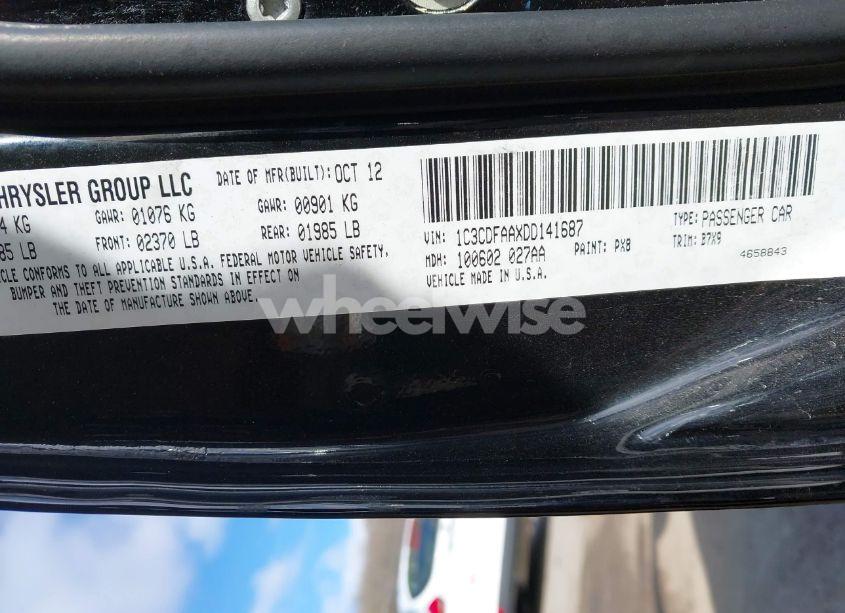 HRYSLER GROUP LLC DATE OF MFR(BUILT): OCT 12
4 KG GAWR: 01076 KG GAWR: 00901 KG
85 LB FRONT: 02370 LB REAR: 01985 LB
ICLE CONFORMS TO ALL APPLICABLE U.S.A. FEDERAL MOTOR VEHICLE SAFETY,
BUMPER AND THEFT PREVENTION STANDARDS IN EFFECT ON
THE DATE OF MANUFACTURE SHOWN ABOVE.
VIN: 1C3CDFAAXDD141687 TYPE: PASSENGER CAR
MDH: 100602 027AA PAINT: PX8 TRIM: B7X9
VEHICLE MADE IN U.S.A. 4658843
wheelwise